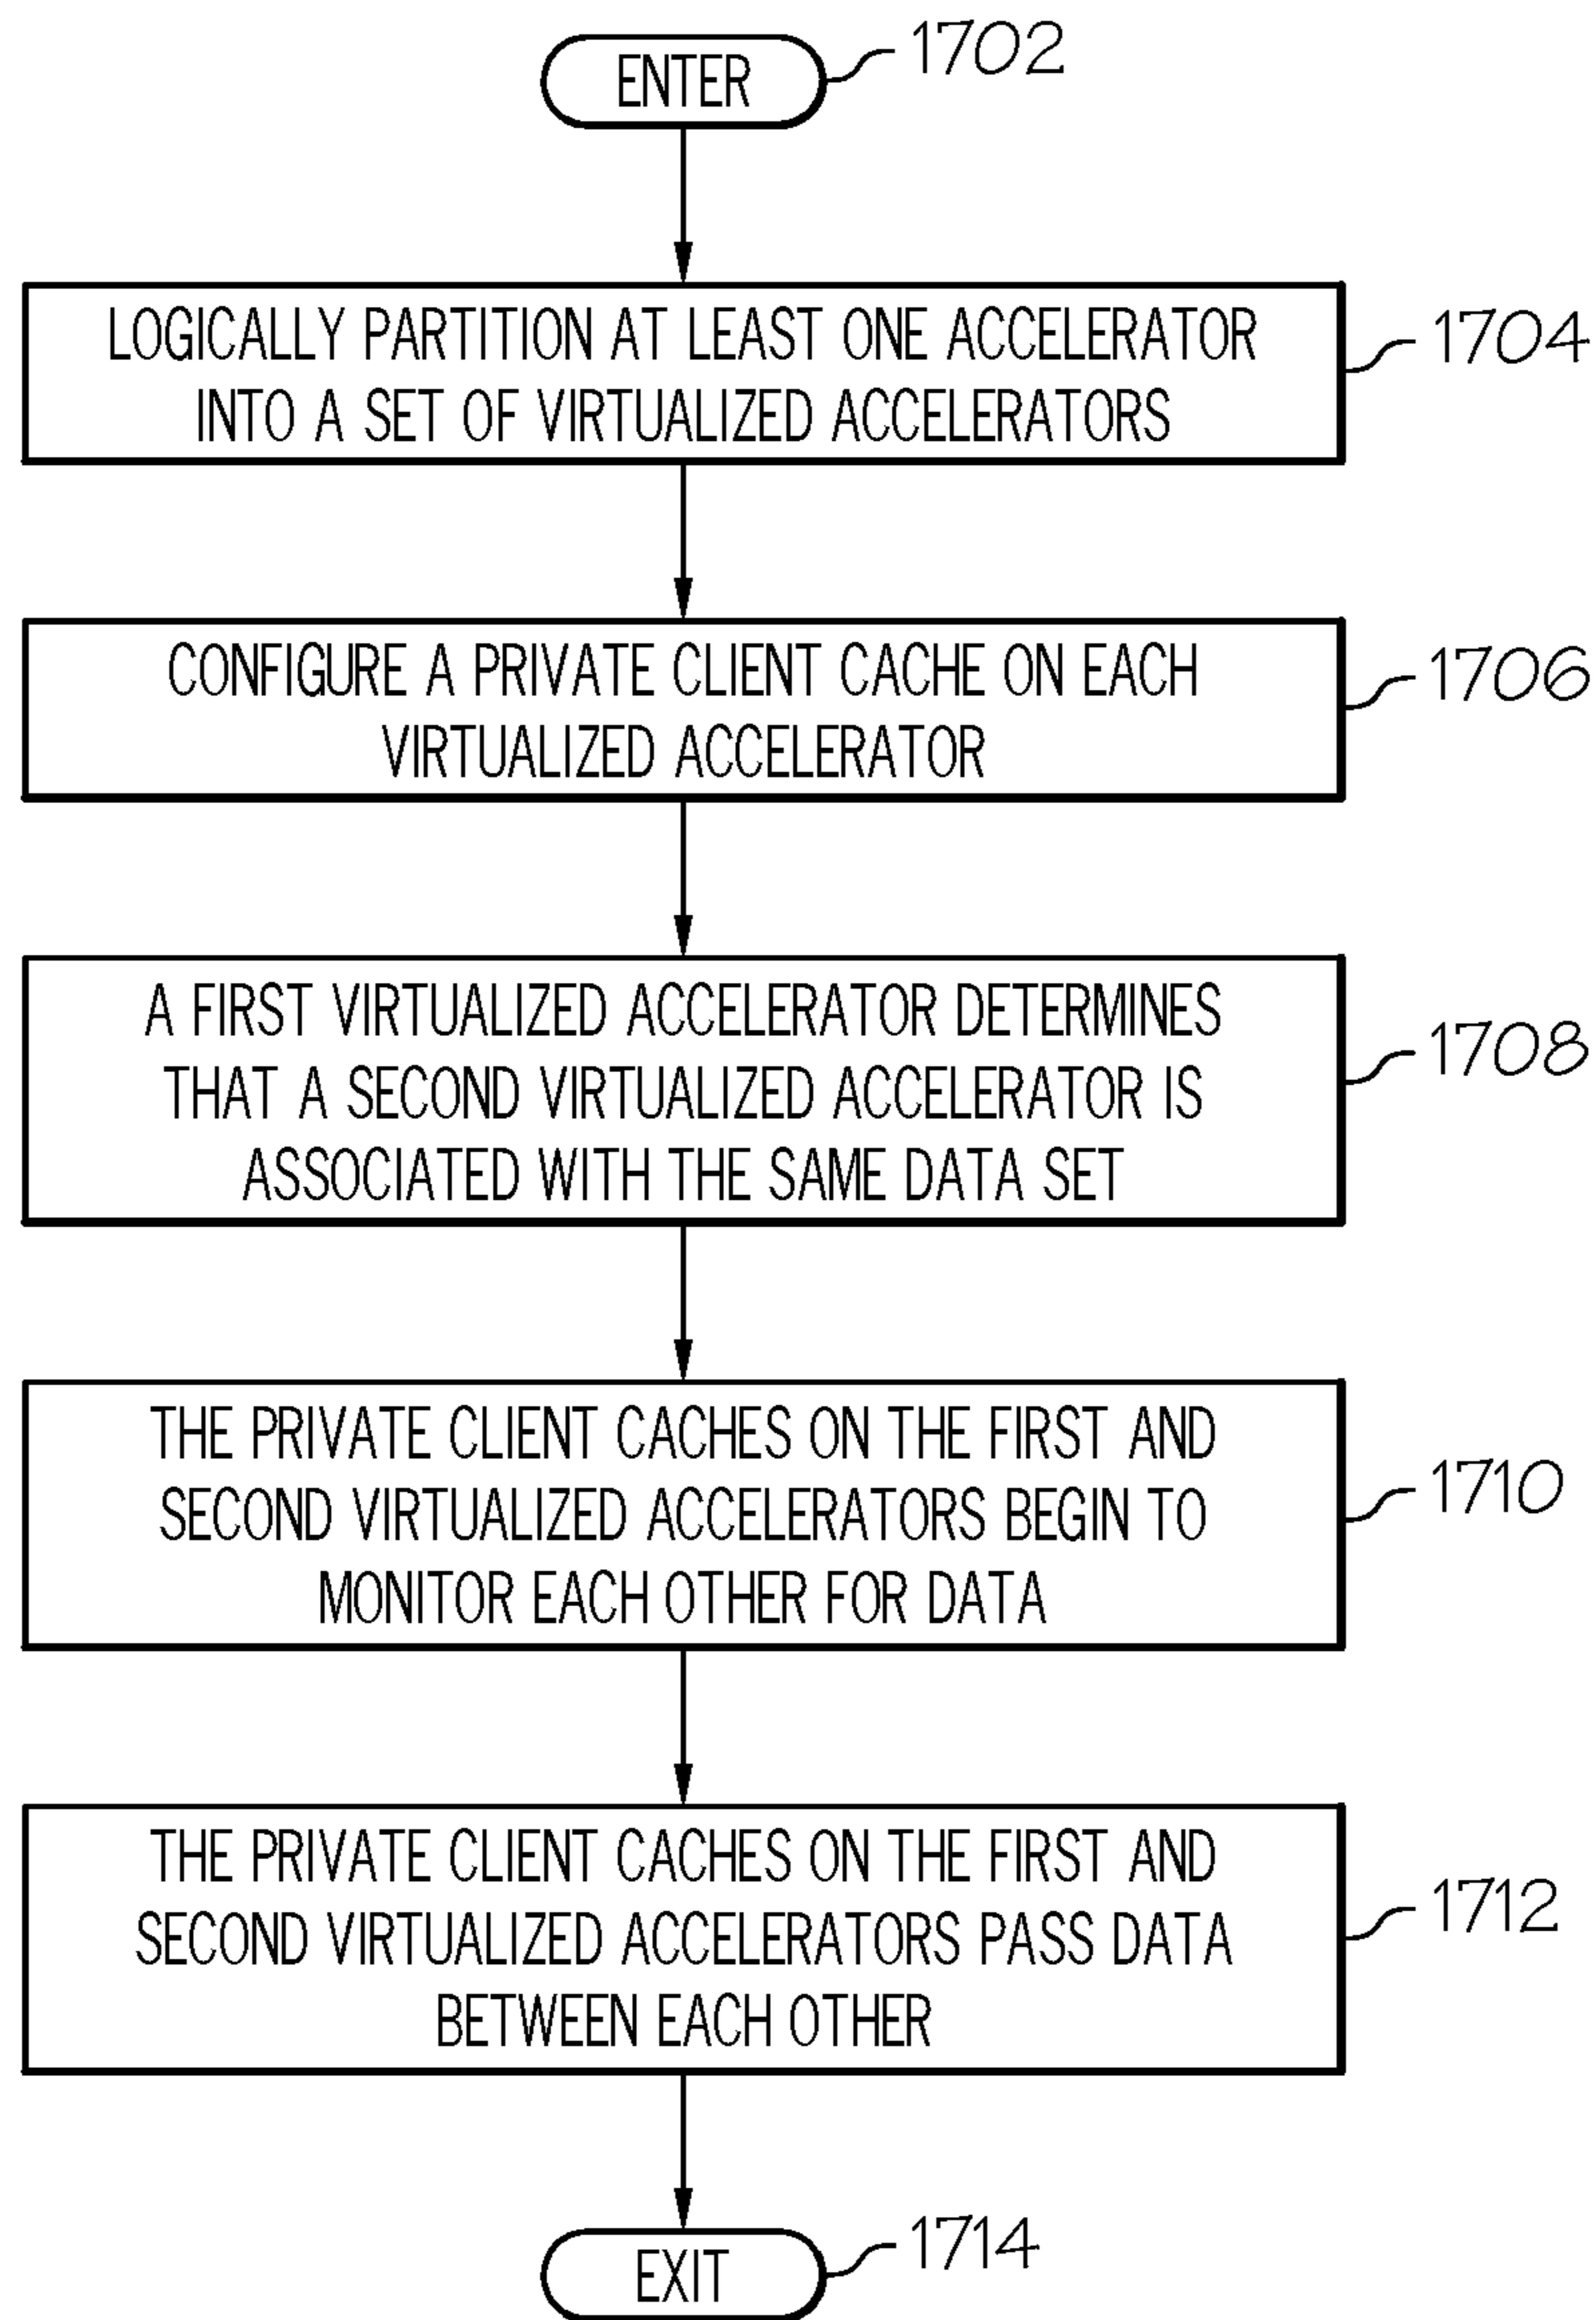 ENTER
1702
LOGICALLY PARTITION AT LEAST ONE ACCELERATOR
INTO A SET OF VIRTUALIZED ACCELERATORS
1704
CONFIGURE A PRIVATE CLIENT CACHE ON EACH
VIRTUALIZED ACCELERATOR
1706
A FIRST VIRTUALIZED ACCELERATOR DETERMINES
THAT A SECOND VIRTUALIZED ACCELERATOR IS
ASSOCIATED WITH THE SAME DATA SET
1708
THE PRIVATE CLIENT CACHES ON THE FIRST AND
SECOND VIRTUALIZED ACCELERATORS BEGIN TO
MONITOR EACH OTHER FOR DATA
1710
THE PRIVATE CLIENT CACHES ON THE FIRST AND
SECOND VIRTUALIZED ACCELERATORS PASS DATA
BETWEEN EACH OTHER
1712
EXIT
1714